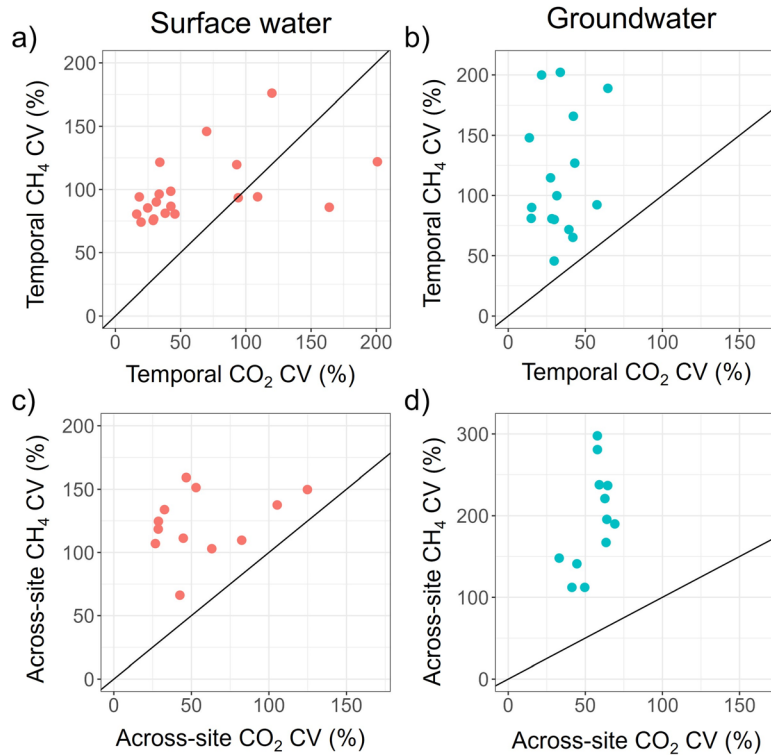 Surface water
Groundwater
a)
b)
Temporal CH₄ CV (%)
200
150
100
50
0
0 50 100 150 200
Temporal CO₂ CV (%)
Temporal CH₄ CV (%)
200
150
100
50
0
0 50 100 150
Temporal CO₂ CV (%)
c)
d)
Across-site CH₄ CV (%)
200
150
100
50
0
0 50 100 150
Across-site CO₂ CV (%)
Across-site CH₄ CV (%)
300
200
100
0
0 50 100 150
Across-site CO₂ CV (%)